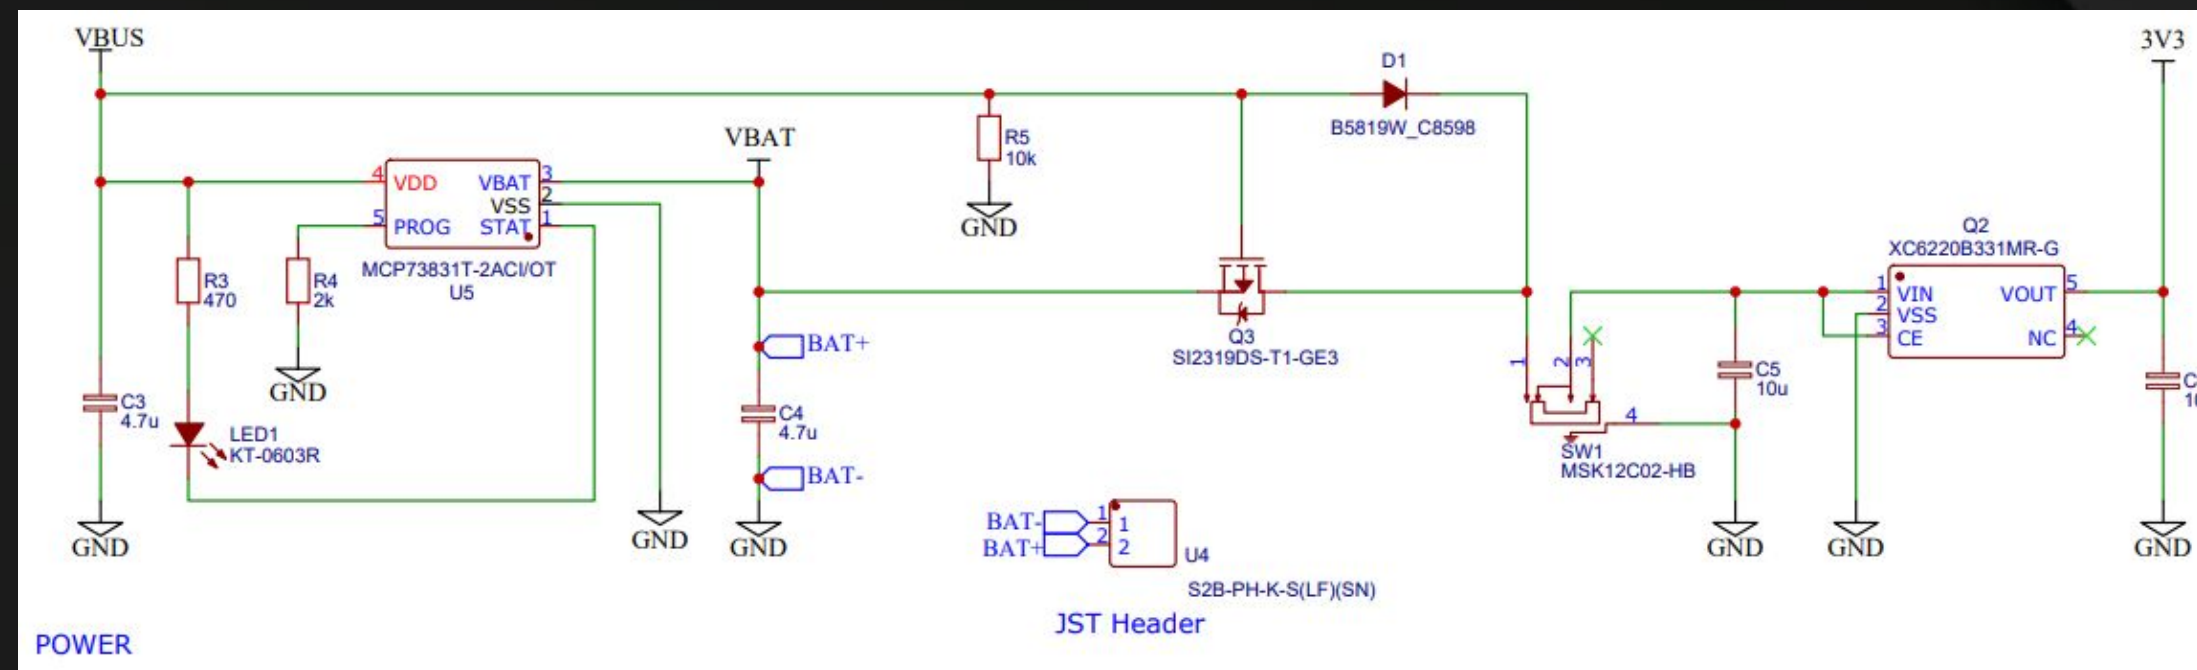 VBUS
3V3
D1
B5819W_C8598
VBAT
R5
10k
GND
4
VDD
VBAT
3
VSS
2
5
PROG
STAT
1
MCP73831T-2ACI/OT
U5
R3
470
R4
2k
GND
Q3
SI2319DS-T1-GE3
Q2
XC6220B331MR-G
1
VIN
VOUT
5
2
VSS
3
CE
NC
4
BAT+
C3
4.7u
LED1
KT-0603R
C4
4.7u
BAT-
1
2
3
4
SW1
MSK12C02-HB
C5
10u
C
GND
GND
GND
GND
GND
GND
BAT-
1
1
BAT+
2
2
U4
S2B-PH-K-S(LF)(SN)
JST Header
POWER